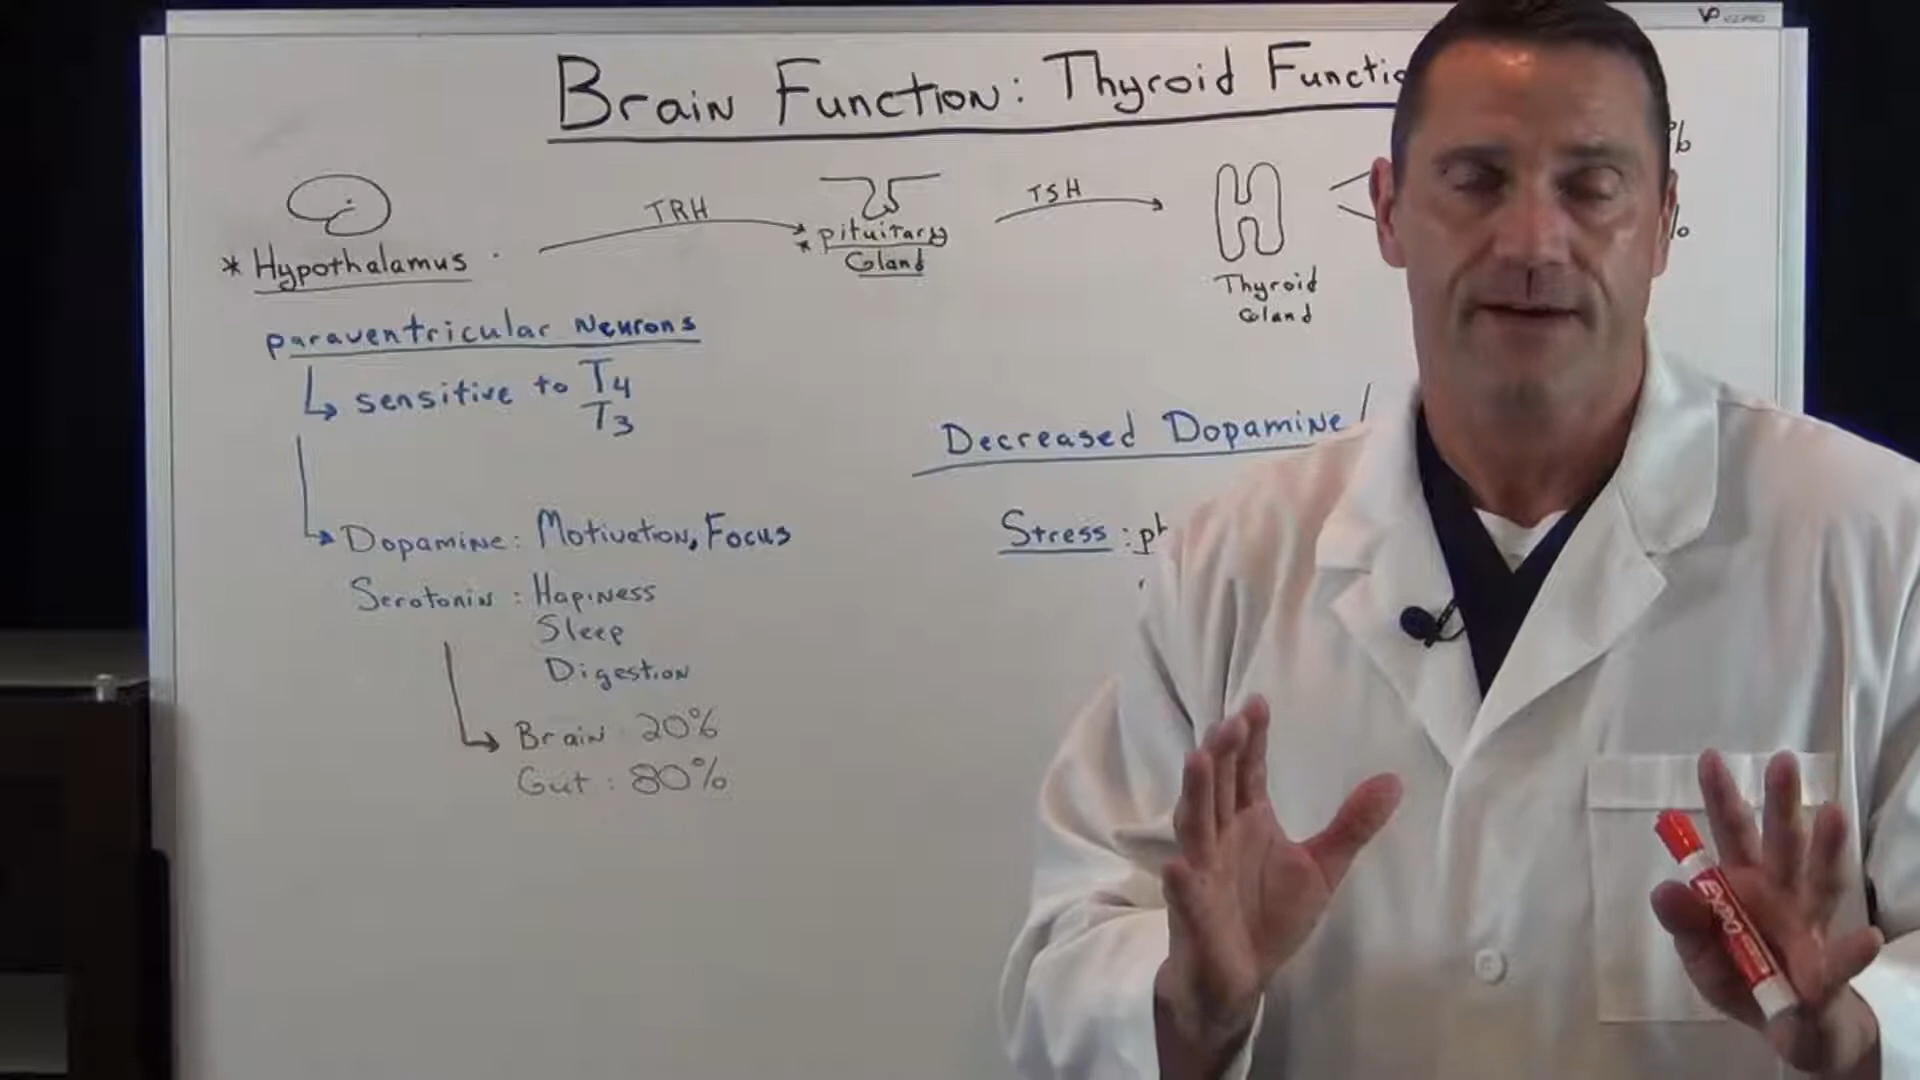 Brain Function: Thyroid Functio
TRH
TSH
* Hypothalamus
* pituitary
Gland
Thyroid
Gland
paraventricular Neurons
sensitive to T4
T3
Decreased Dopamine /
Dopamine: Motivation, Focus
Stress : ph
Serotonin : Hapiness
Sleep
Digestion
Brain : 20%
Gut : 80%
EXPO